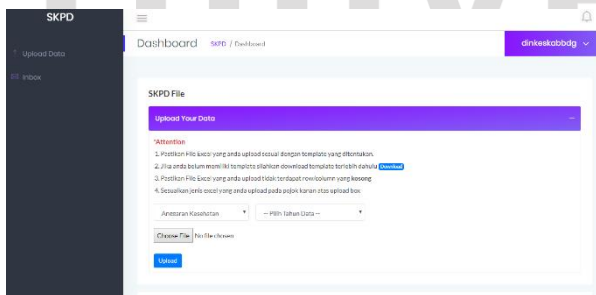 SKPD
Dashboard SKPD / Dashboard
dinkeskabbdg
Upload Data
Inbox
SKPD File
Upload Your Data
*Attention
1. Pastikan File Excel yang anda upload sesuai dengan template yang ditentukan.
2. Jika anda belum memiliki template silahkan download template terlebih dahulu Download
3. Pastikan File Excel yang anda upload tidak terdapat row/column yang kosong
4. Sesuaikan jenis excel yang anda upload pada pojok kanan atas upload box
Kesehatan -- Pilih Tahun Data --
Choose File No file chosen
Upload